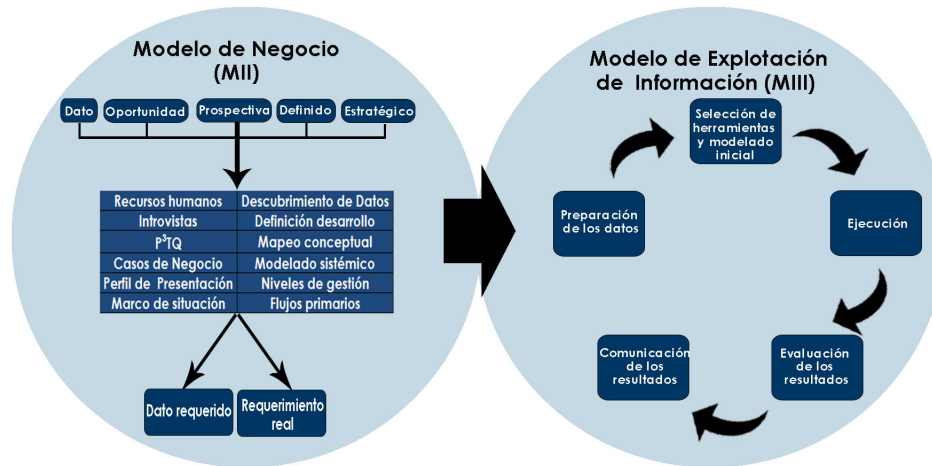 Modelo de Negocio
(MII)
Dato
Oportunidad
Prospectiva
Definido
Estratégico
Recursos humanos
Descubrimiento de Datos
Introvistas
Definición desarrollo
P³TQ
Mapeo conceptual
Casos de Negocio
Modelado sistémico
Perfil de Presentación
Niveles de gestión
Marco de situación
Flujos primarios
Dato requerido
Requerimiento
real
Modelo de Explotación
de Información (MIII)
Selección de
herramientas
y modelado
inicial
Preparación
de los datos
Ejecución
Comunicación
de los
resultados
Evaluación
de los
resultados